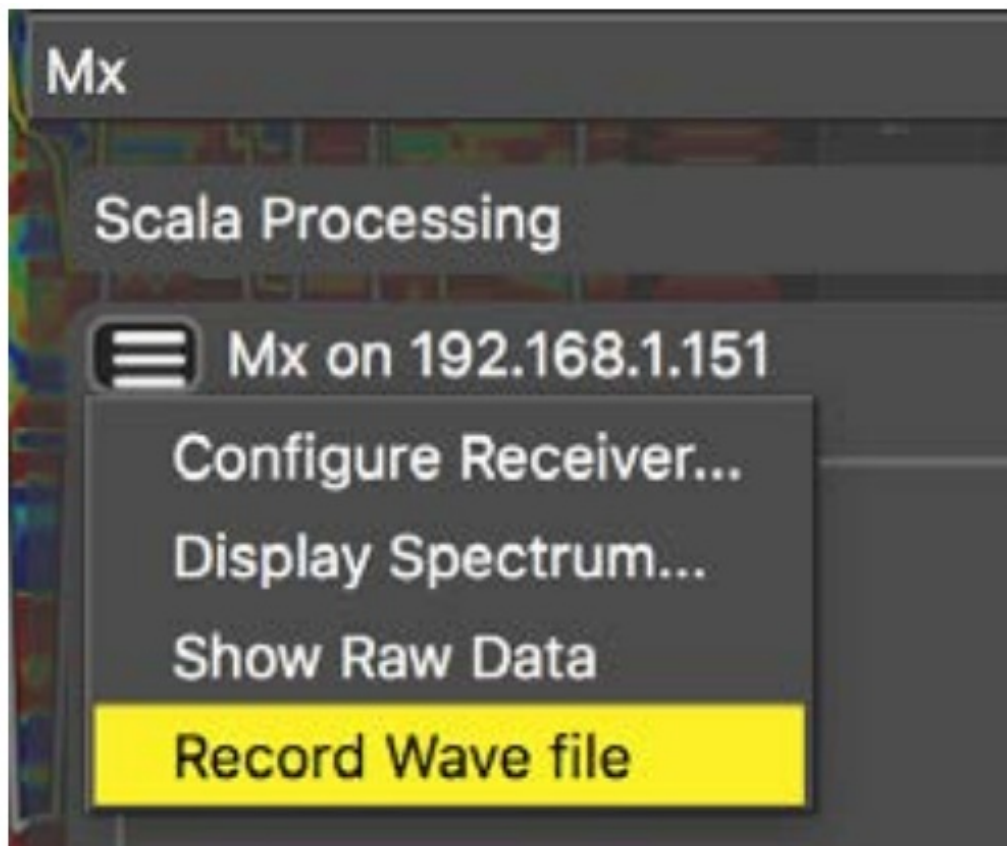 Mx
Scala Processing
Mx on 192.168.1.151
Configure Receiver...
Display Spectrum...
Show Raw Data
Record Wave file